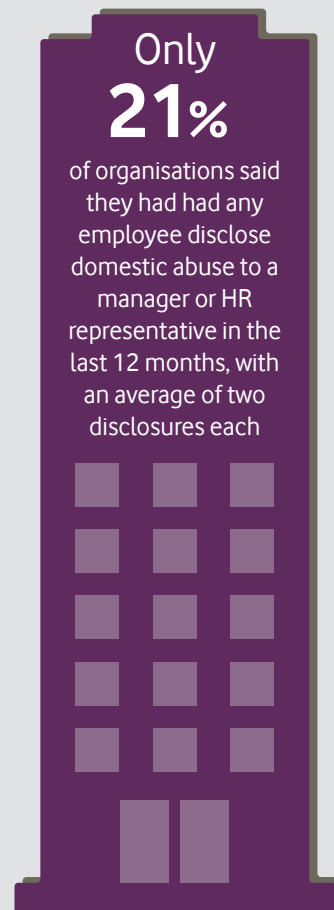 Only
21%
of organisations said
they had had any
employee disclose
domestic abuse to a
manager or HR
representative in the
last 12 months, with
an average of two
disclosures each